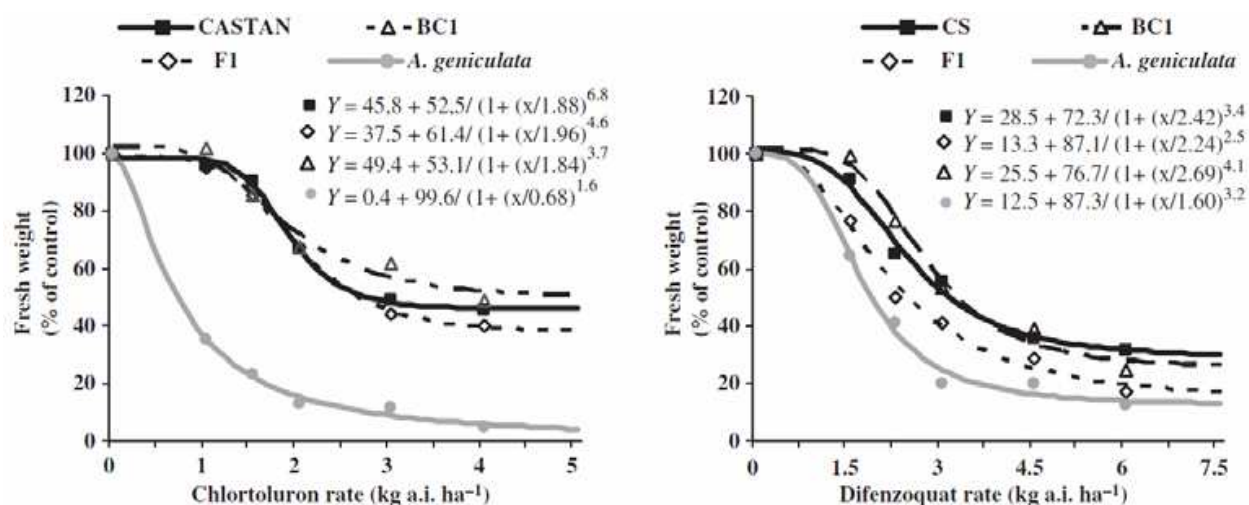 CASTAN
BC1
F1
A. geniculata
120
100
80
60
40
20
0
Fresh weight
(% of control)
Y = 45.8 + 52.5/ (1+ (x/1.88)^6.8
Y = 37.5 + 61.4/ (1+ (x/1.96)^4.6
Y = 49.4 + 53.1/ (1+ (x/1.84)^3.7
Y = 0.4 + 99.6/ (1+ (x/0.68)^1.6
0 1 2 3 4 5
Chlortoluron rate (kg a.i. ha⁻¹)
CS
BC1
F1
A. geniculata
120
100
80
60
40
20
0
Fresh weight
(% of control)
Y = 28.5 + 72.3/ (1+ (x/2.42)^3.4
Y = 13.3 + 87.1/ (1+ (x/2.24)^2.5
Y = 25.5 + 76.7/ (1+ (x/2.69)^4.1
Y = 12.5 + 87.3/ (1+ (x/1.60)^3.2
0 1.5 3 4.5 6 7.5
Difenzoquat rate (kg a.i. ha⁻¹)